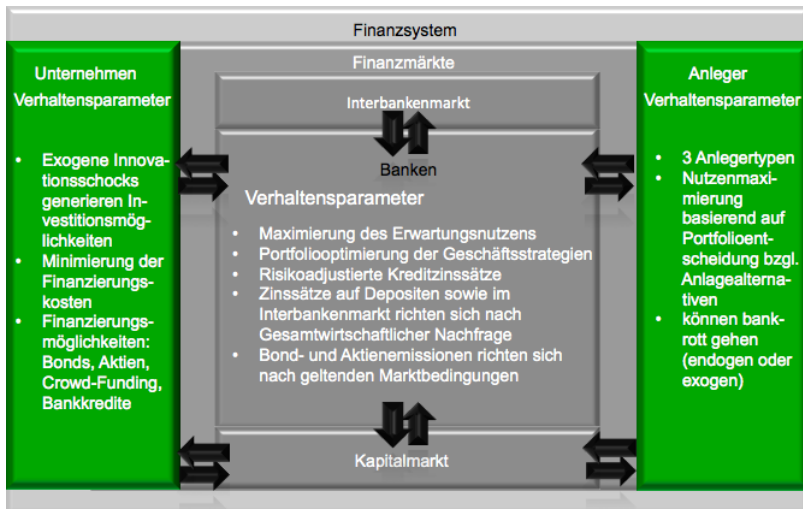 Finanzsystem
Unternehmen
Verhaltensparameter
• Exogene Innova-
tionsschocks
generieren In-
vestitionsmög-
lichkeiten
• Minimierung der
Finanzierungs-
kosten
• Finanzierungs-
möglichkeiten:
Bonds, Aktien,
Crowd-Funding,
Bankkredite
Finanzmärkte
Interbankenmarkt
Banken
Verhaltensparameter
• Maximierung des Erwartungsnutzens
• Portfoliooptimierung der Geschäftsstrategien
• Risikoadjustierte Kreditzinssätze
• Zinssätze auf Depositen sowie im
Interbankenmarkt richten sich nach
Gesamtwirtschaftlicher Nachfrage
• Bond- und Aktienemissionen richten sich
nach geltenden Marktbedingungen
Kapitalmarkt
Anleger
Verhaltensparameter
• 3 Anlegertypen
• Nutzenmaxi-
mierung
basierend auf
Portfolioent-
scheidung bzgl.
Anlagealterna-
tiven
• können bank-
rott gehen
(endogen oder
exogen)